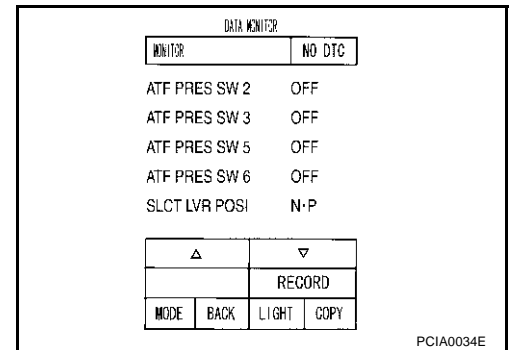 DATA MONITOR
MONITOR NO DTC
ATF PRES SW 2 OFF
ATF PRES SW 3 OFF
ATF PRES SW 5 OFF
ATF PRES SW 6 OFF
SLCT LVR POSI N·P
RECORD
MODE BACK LIGHT COPY
PCIA0034E